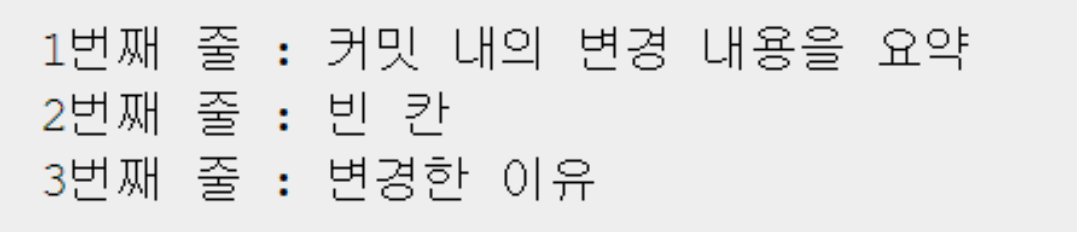 1번째 줄 : 커밋 내의 변경 내용을 요약
2번째 줄 : 빈 칸
3번째 줄 : 변경한 이유